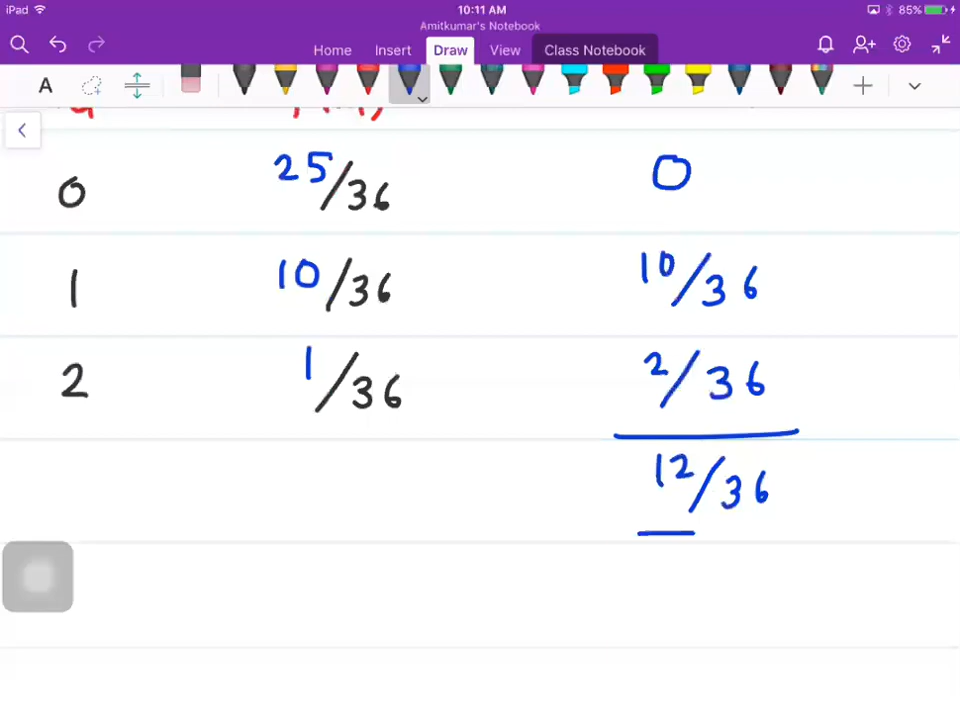 iPad 10:11 AM 85%
Amitkumar's Notebook
Home Insert Draw View Class Notebook
A
0 25/36 0
1 10/36 10/36
2 1/36 2/36
12/36